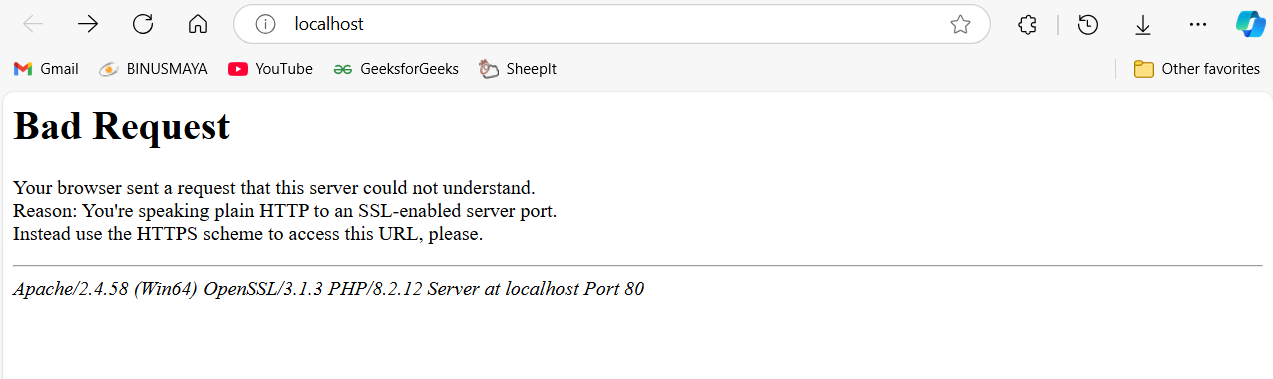 localhost
Gmail BINUSMAYA YouTube GeeksforGeeks SheepIt Other favorites
Bad Request
Your browser sent a request that this server could not understand.
Reason: You're speaking plain HTTP to an SSL-enabled server port.
Instead use the HTTPS scheme to access this URL, please.
Apache/2.4.58 (Win64) OpenSSL/3.1.3 PHP/8.2.12 Server at localhost Port 80